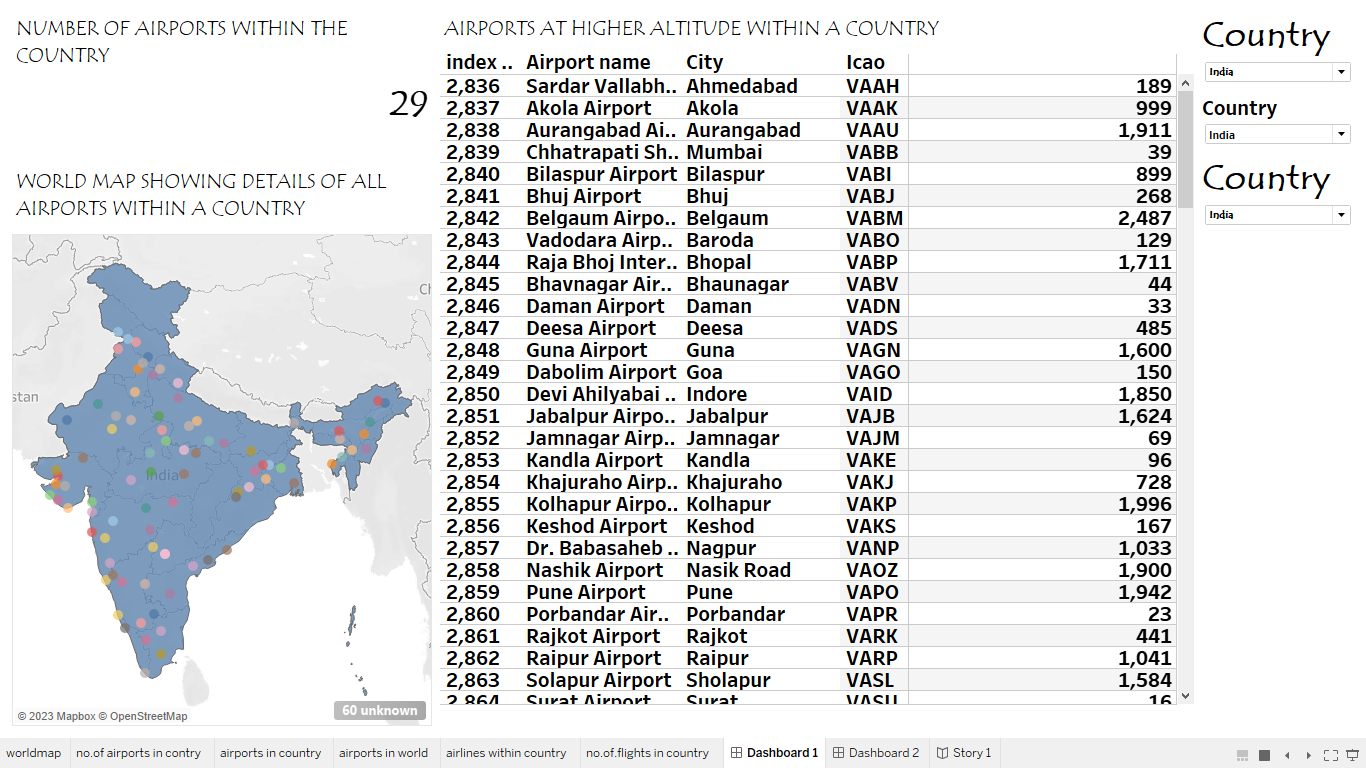 NUMBER OF AIRPORTS WITHIN THE
COUNTRY
29
WORLD MAP SHOWING DETAILS OF ALL
AIRPORTS WITHIN A COUNTRY
stan
Ch
India
60 unknown
© 2023 Mapbox © OpenStreetMap
AIRPORTS AT HIGHER ALTITUDE WITHIN A COUNTRY
index .. Airport name City Icao
2,836 Sardar Vallabh.. Ahmedabad VAAH 189
2,837 Akola Airport Akola VAAK 999
2,838 Aurangabad Ai.. Aurangabad VAAU 1,911
2,839 Chhatrapati Sh.. Mumbai VABB 39
2,840 Bilaspur Airport Bilaspur VABI 899
2,841 Bhuj Airport Bhuj VABJ 268
2,842 Belgaum Airpo.. Belgaum VABM 2,487
2,843 Vadodara Airp.. Baroda VABO 129
2,844 Raja Bhoj Inter.. Bhopal VABP 1,711
2,845 Bhavnagar Air.. Bhaunagar VABV 44
2,846 Daman Airport Daman VADN 33
2,847 Deesa Airport Deesa VADS 485
2,848 Guna Airport Guna VAGN 1,600
2,849 Dabolim Airport Goa VAGO 150
2,850 Devi Ahilyabai .. Indore VAID 1,850
2,851 Jabalpur Airpo.. Jabalpur VAJB 1,624
2,852 Jamnagar Airp.. Jamnagar VAJM 69
2,853 Kandla Airport Kandla VAKE 96
2,854 Khajuraho Airp.. Khajuraho VAKJ 728
2,855 Kolhapur Airpo.. Kolhapur VAKP 1,996
2,856 Keshod Airport Keshod VAKS 167
2,857 Dr. Babasaheb .. Nagpur VANP 1,033
2,858 Nashik Airport Nasik Road VAOZ 1,900
2,859 Pune Airport Pune VAPO 1,942
2,860 Porbandar Air.. Porbandar VAPR 23
2,861 Rajkot Airport Rajkot VARK 441
2,862 Raipur Airport Raipur VARP 1,041
2,863 Solapur Airport Sholapur VASL 1,584
2,864 Surat Airport Surat VASU 16
Country
India
Country
India
Country
India
worldmap no.of airports in contry airports in country airports in world airlines within country no.of.flights in country Dashboard 1 Dashboard 2 Story 1